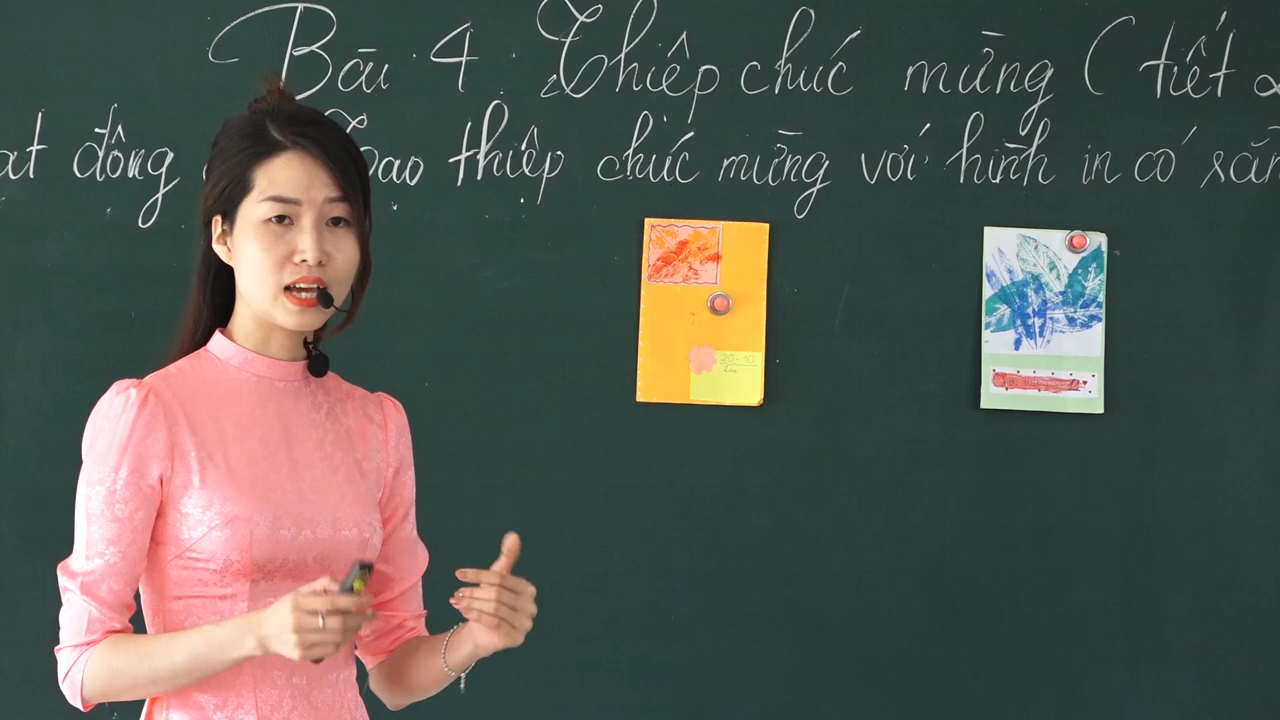 Bài 4 Thiệp chúc mừng ( tiết 2
ạt động Tạo thiệp chúc mừng với hình in có sẵn
20-10